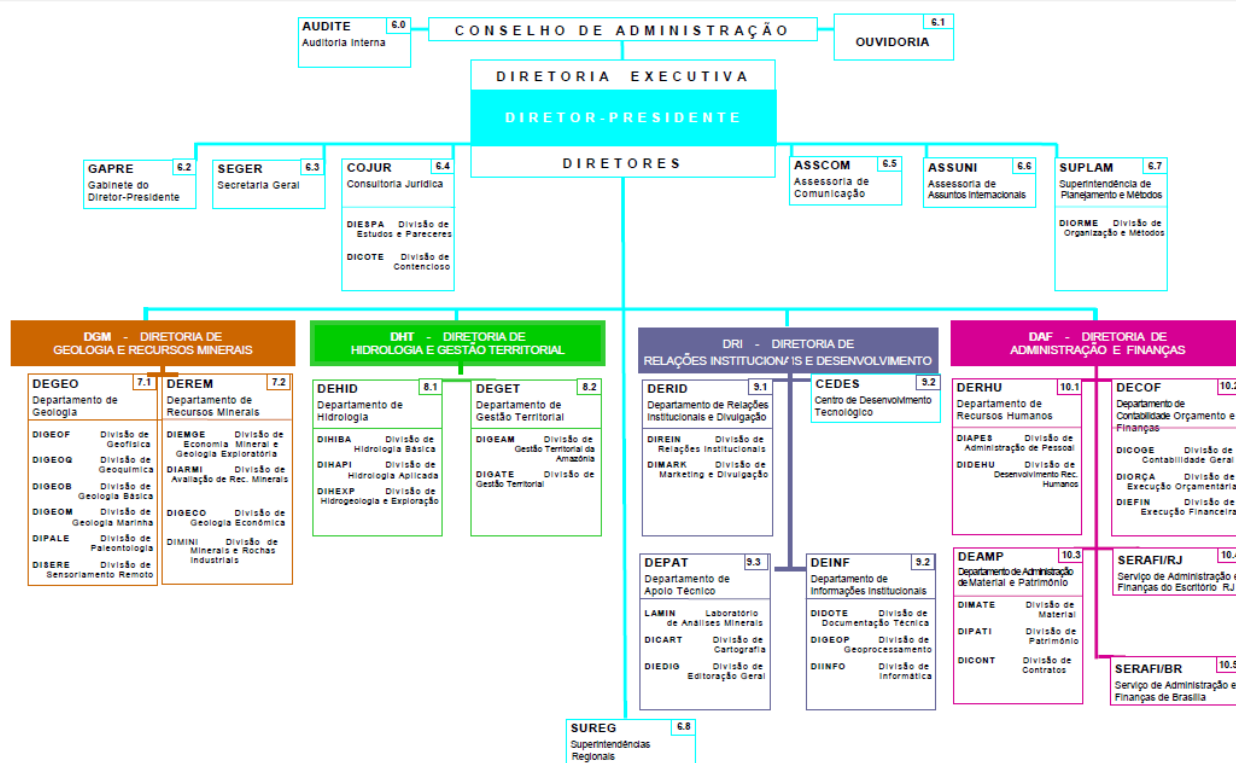 AUDITE 6.0
Auditoria Interna
CONSELHO DE ADMINISTRAÇÃO
6.1
OUVIDORIA
DIRETORIA EXECUTIVA
DIRETOR-PRESIDENTE
DIRETORES
GAPRE 6.2
Gabinete do
Diretor-Presidente
SEGER 6.3
Secretaria Geral
COJUR 6.4
Consultoria Jurídica
DIESPA Divisão de
Estudos e Pareceres
DICOTE Divisão de
Contencioso
ASSCOM 6.5
Assessoria de
Comunicação
ASSUNI 6.6
Assessoria de
Assuntos Internacionais
SUPLAM 6.7
Superintendência de
Planejamento e Métodos
DIORME Divisão de
Organização e Métodos
DGM - DIRETORIA DE
GEOLOGIA E RECURSOS MINERAIS
DEGEO 7.1
Departamento de
Geologia
DIGEOF Divisão de
Geofísica
DIGEOQ Divisão de
Geoquímica
DIGEOB Divisão de
Geologia Básica
DIGEOM Divisão de
Geologia Marinha
DIPALE Divisão de
Paleontologia
DISERE Divisão de
Sensoriamento Remoto
DEREM 7.2
Departamento de
Recursos Minerais
DIEMGE Divisão de
Economia Mineral e
Geologia Exploratória
DIARMI Divisão de
Avaliação de Rec. Minerais
DIGECO Divisão de
Geologia Econômica
DIMINI Divisão de
Minerais e Rochas
Industriais
DHT - DIRETORIA DE
HIDROLOGIA E GESTÃO TERRITORIAL
DEHID 8.1
Departamento de
Hidrologia
DIHIBA Divisão de
Hidrologia Básica
DIHAPI Divisão de
Hidrologia Aplicada
DIHEXP Divisão de
Hidrogeologia e Exploração
DEGET 8.2
Departamento de
Gestão Territorial
DIGEAM Divisão de
Gestão Territorial da
Amazônia
DIGATE Divisão de
Gestão Territorial
DRI - DIRETORIA DE
RELAÇÕES INSTITUCIONAIS E DESENVOLVIMENTO
DERID 9.1
Departamento de Relações
Institucionais e Divulgação
DIREIN Divisão de
Relações Institucionais
DIMARK Divisão de
Marketing e Divulgação
CEDES 9.2
Centro de Desenvolvimento
Tecnológico
DEPAT 9.3
Departamento de
Apoio Técnico
LAMIN Laboratório
de Análises Minerais
DICART Divisão de
Cartografia
DIEDIG Divisão de
Editoração Geral
DEINF 9.2
Departamento de
Informações Institucionais
DIDOTE Divisão de
Documentação Técnica
DIGEOP Divisão de
Geoprocessamento
DIINFO Divisão de
Informática
DAF - DIRETORIA DE
ADMINISTRAÇÃO E FINANÇAS
DERHU 10.1
Departamento de
Recursos Humanos
DIAPES Divisão de
Administração de Pessoal
DIDEHU Divisão de
Desenvolvimento Rec.
Humanos
DECOF 10.2
Departamento de
Contabilidade Orçamento e
Finanças
DICOGE Divisão de
Contabilidade Geral
DIORÇA Divisão de
Execução Orçamentária
DIEFIN Divisão de
Execução Financeira
DEAMP 10.3
Departamento de Administração
de Material e Patrimônio
DIMATE Divisão de
Material
DIPATI Divisão de
Patrimônio
DICONT Divisão de
Contratos
SERAFI/RJ 10.4
Serviço de Administração e
Finanças do Escritório RJ
SERAFI/BR 10.5
Serviço de Administração e
Finanças de Brasília
SUREG 6.8
Superintendências
Regionais